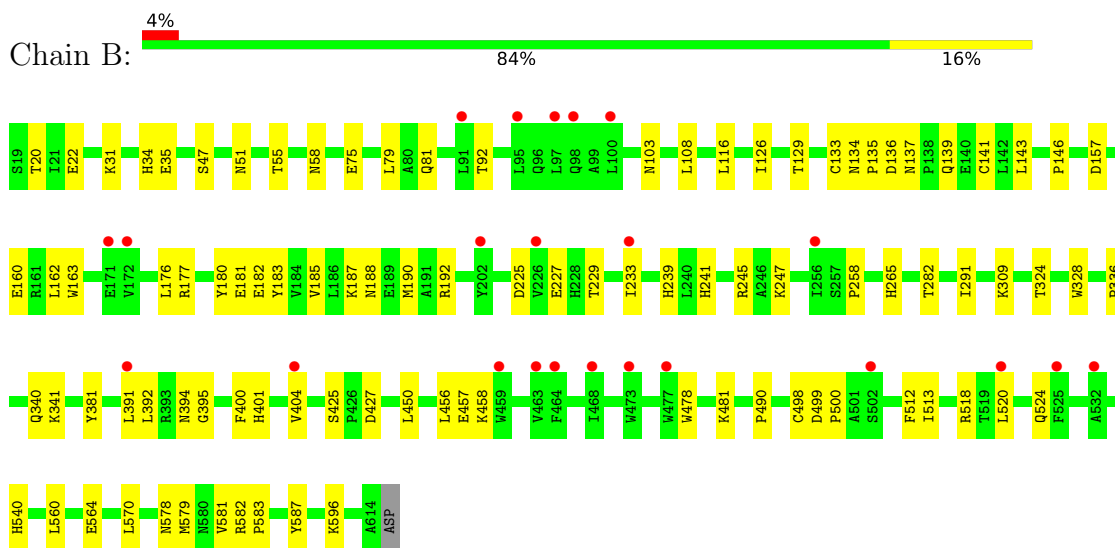 4%
Chain B:
84% 16%
S19 T20 I21 E22 K31 H34 E35 S47 N51 T55 N58 E75 L79 A80 Q81 L91 T92 L95 Q96 L97 Q98 A99 L100 N103 L108 L116 I126 T129 C133 N134 P135 D136 N137 P138 Q139 E140 C141 L142 L143 P146 D157
E160 R161 L162 W163 E171 V172 L176 R177 Y180 E181 E182 Y183 V184 V185 L186 K187 N188 E189 M190 A191 R192 Y202 D225 V226 E227 H228 T229 I233 H239 L240 H241 R245 A246 K247 I256 S257 P258 H265 T282 I291 K309 T324 W328 P336
Q340 K341 Y381 L391 L392 R393 N394 G395 F400 H401 V404 S425 P426 D427 L450 L456 E457 K458 W459 V463 F464 I468 W473 W477 W478 K481 P490 C498 D499 P500 A501 S502 F512 I513 R518 T519 L520 Q524 F525 A532
H540 L560 E564 L570 N578 M579 N580 V581 R582 P583 Y587 K596 A614 ASP